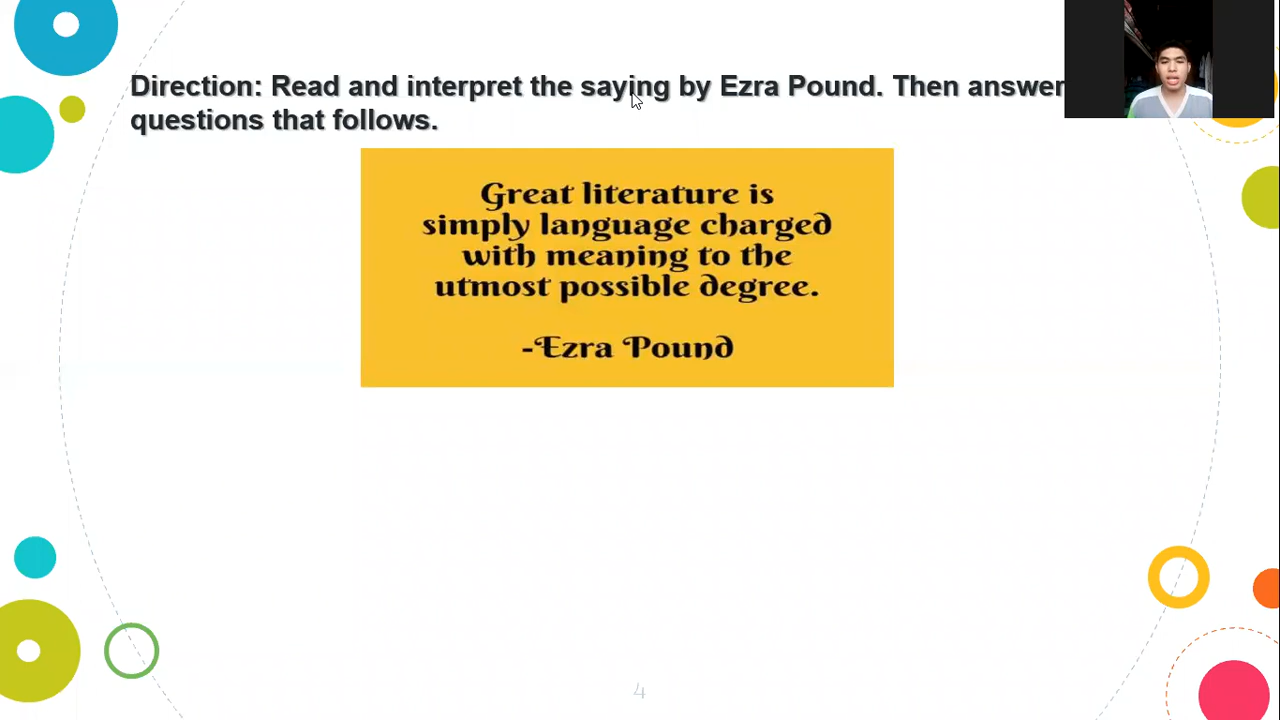 Direction: Read and interpret the saying by Ezra Pound. Then answer
questions that follows.
Great literature is
simply language charged
with meaning to the
utmost possible degree.
-Ezra Pound
4